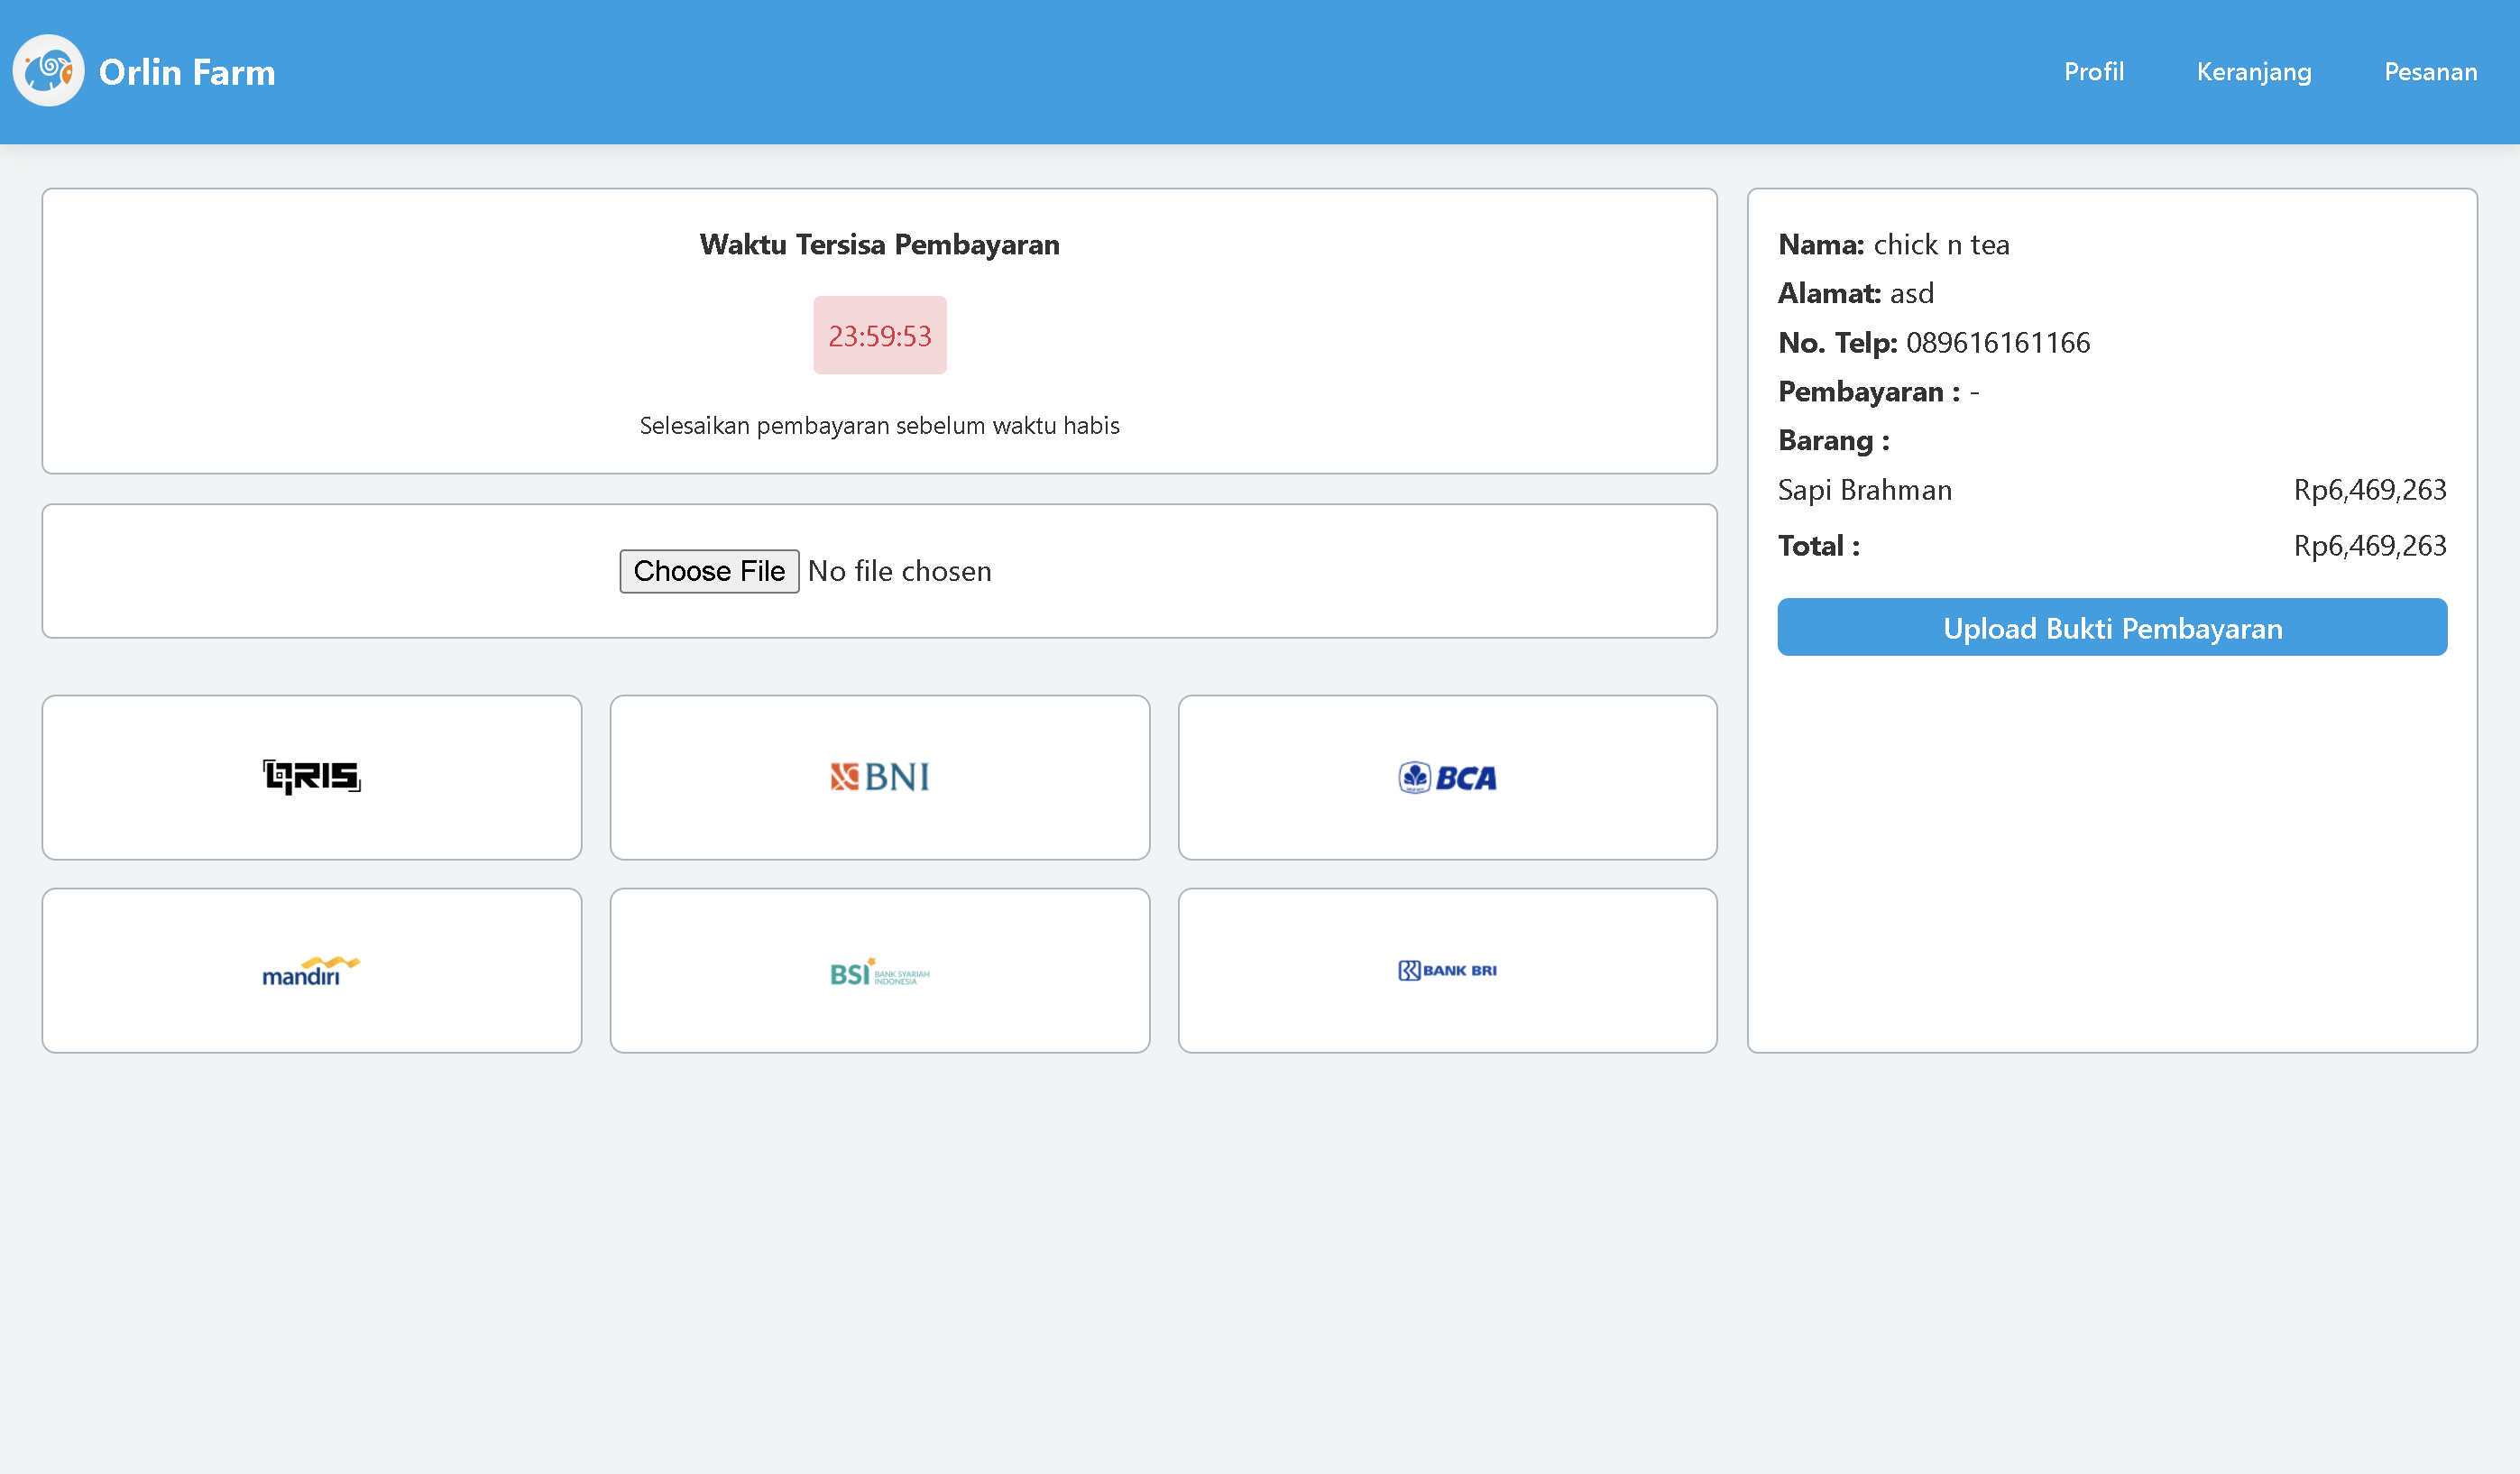 Orlin Farm
Profil Keranjang Pesanan
Waktu Tersisa Pembayaran
23:59:53
Selesaikan pembayaran sebelum waktu habis
Choose File No file chosen
QRIS
BNI
BCA
mandiri
BSI BANK SYARIAH INDONESIA
BANK BRI
Nama: chick n tea
Alamat: asd
No. Telp: 089616161166
Pembayaran : -
Barang :
Sapi Brahman Rp6,469,263
Total : Rp6,469,263
Upload Bukti Pembayaran